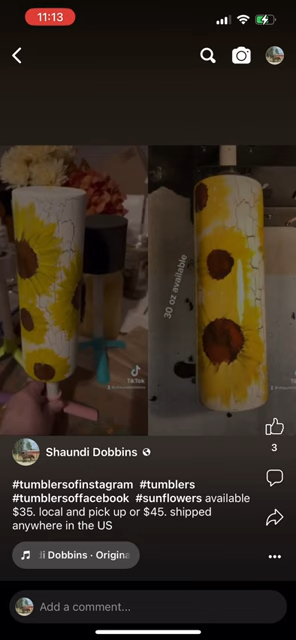 11:13
30 oz available
TikTok
Shaundi Dobbins
3
#tumblersofinstagram #tumblers
#tumblersoffacebook #sunflowers available
$35. local and pick up or $45. shipped
anywhere in the US
di Dobbins · Origina
Add a comment...